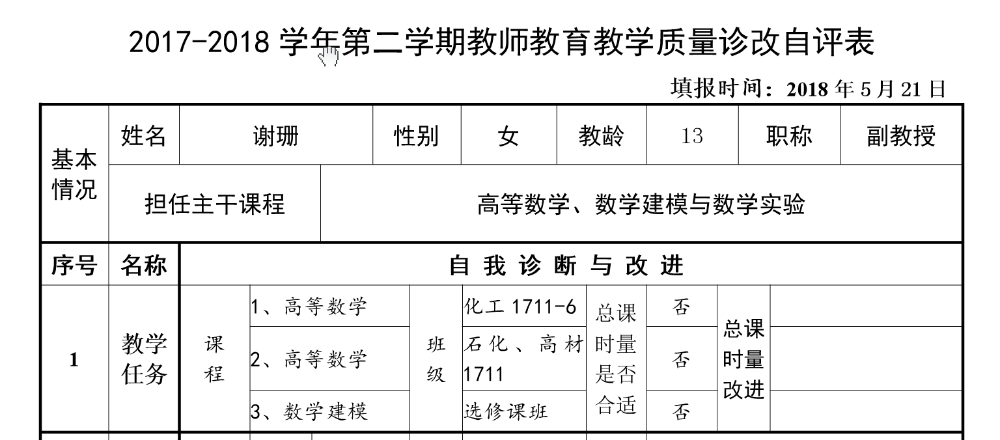 2017-2018 学年第二学期教师教育教学质量诊改自评表
填报时间：2018 年 5 月 21 日
基本情况
姓名 谢珊 性别 女 教龄 13 职称 副教授
担任主干课程 高等数学、数学建模与数学实验
序号 名称 自 我 诊 断 与 改 进
1
教学任务
课程
1、高等数学
2、高等数学
3、数学建模
班级
化工 1711-6
石化、高材
1711
选修课班
总课
时量
是否
合适
否
否
否
总课
时量
改进